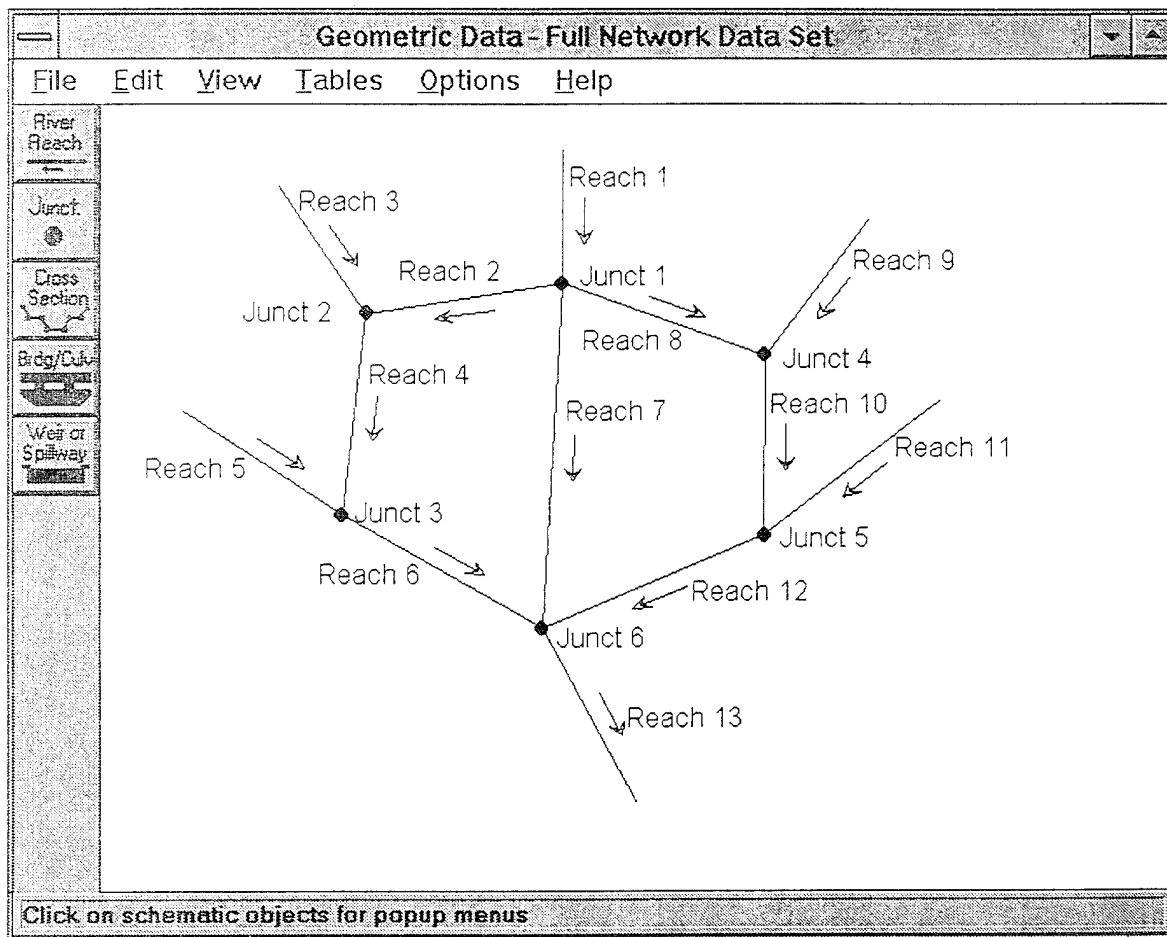 Geometric Data - Full Network Data Set
File Edit View Tables Options Help
River
Reach
Junct.
Cross
Section
Brdg/Culv
Weir or
Spillway
Reach 1
Reach 3
Reach 9
Reach 2
Junct 1
Junct 2
Reach 8
Junct 4
Reach 4
Reach 10
Reach 7
Reach 11
Reach 5
Junct 3
Junct 5
Reach 6
Reach 12
Junct 6
Reach 13
Click on schematic objects for popup menus